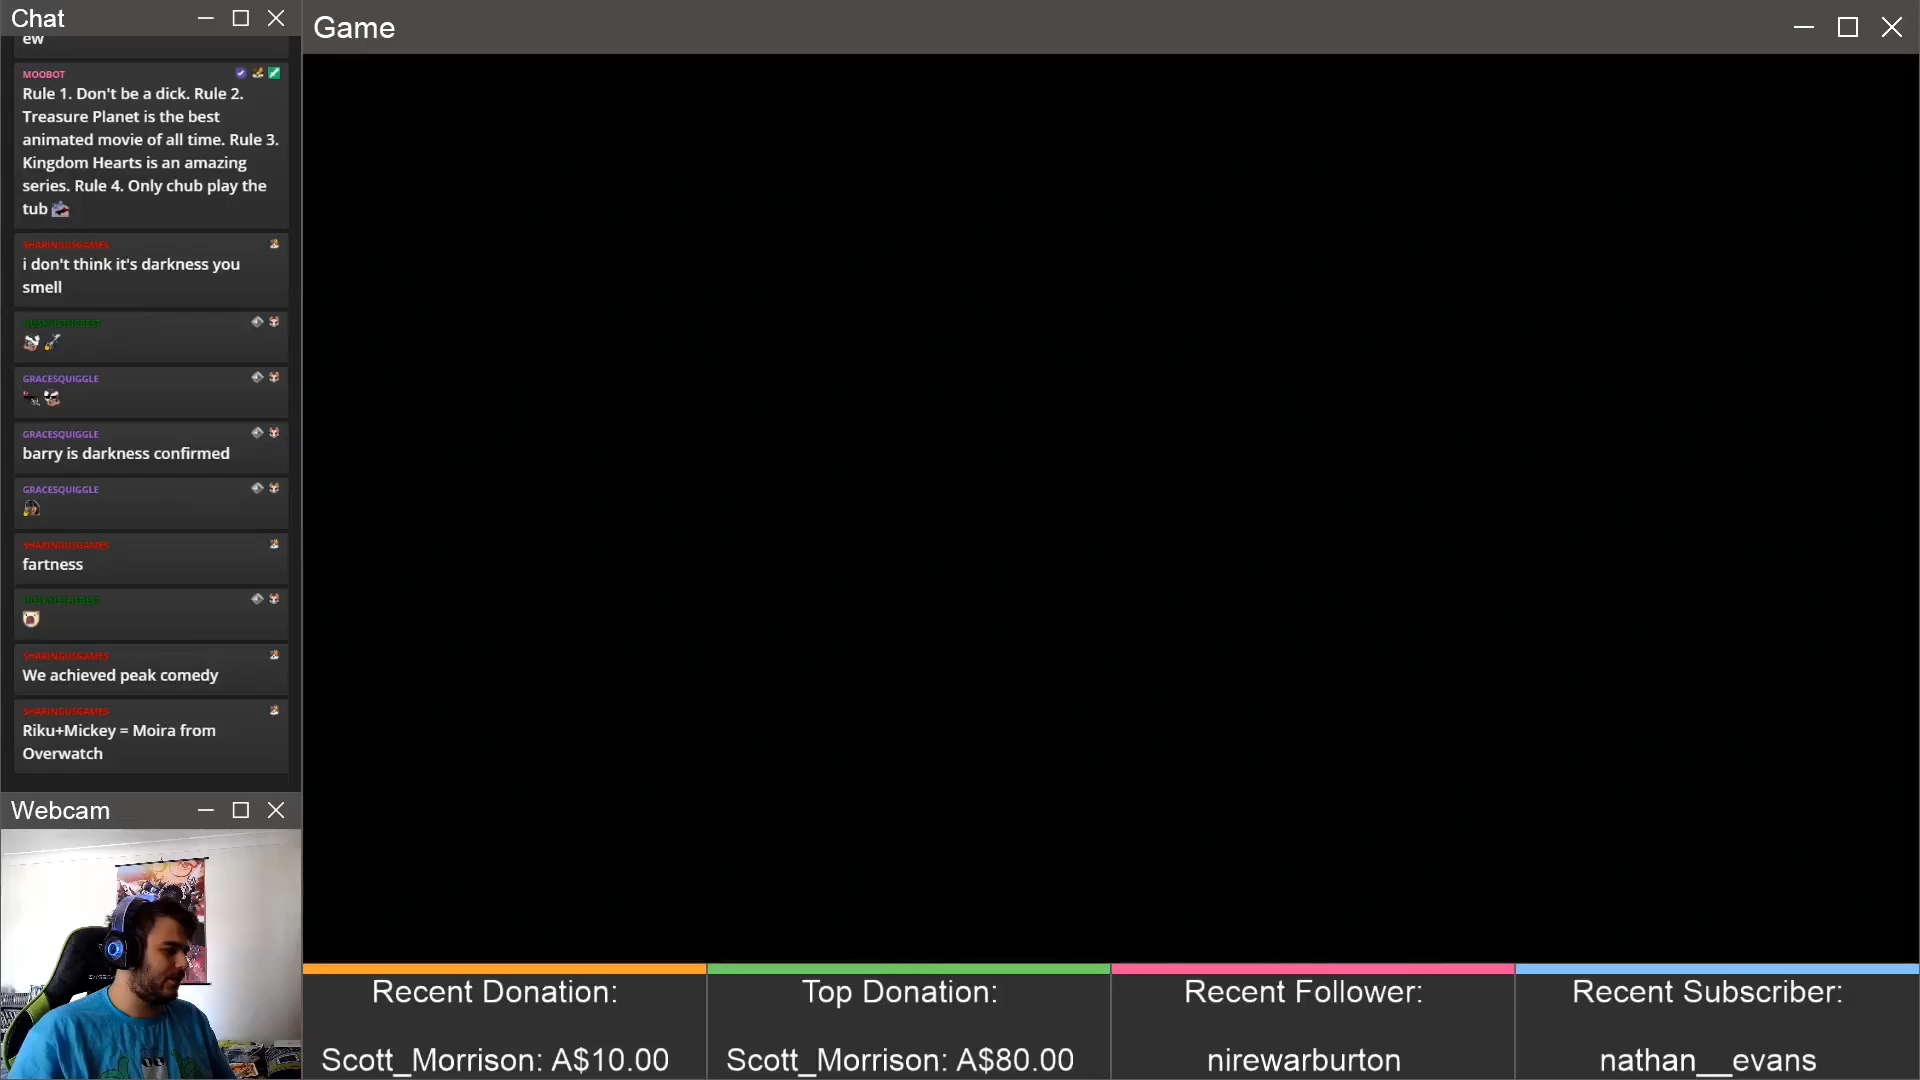 Chat
ew
MOOBOT
Rule 1. Don't be a dick. Rule 2.
Treasure Planet is the best
animated movie of all time. Rule 3.
Kingdom Hearts is an amazing
series. Rule 4. Only chub play the
tub
SHARINGUSGAMES
i don't think it's darkness you
smell
GRACESQUIGGLE
GRACESQUIGGLE
barry is darkness confirmed
GRACESQUIGGLE
SHARINGUSGAMES
fartness
SHARINGUSGAMES
We achieved peak comedy
SHARINGUSGAMES
Riku+Mickey = Moira from
Overwatch
Webcam
Game
Recent Donation:
Scott_Morrison: A$10.00
Top Donation:
Scott_Morrison: A$80.00
Recent Follower:
nirewarburton
Recent Subscriber:
nathan__evans